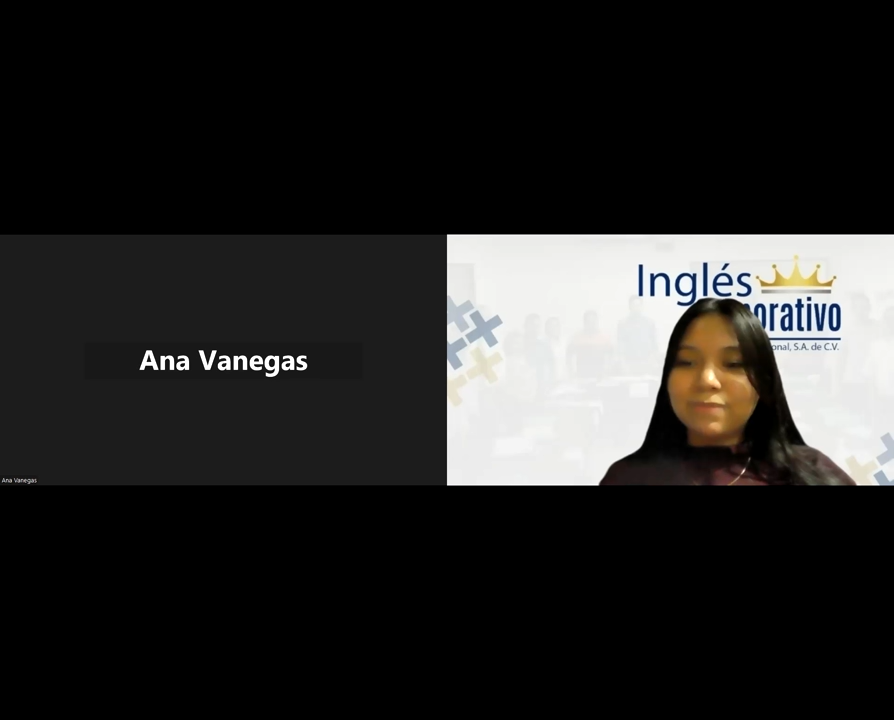 Ana Vanegas
Ana Vanegas
Inglés
orativo
onal, S.A. de C.V.